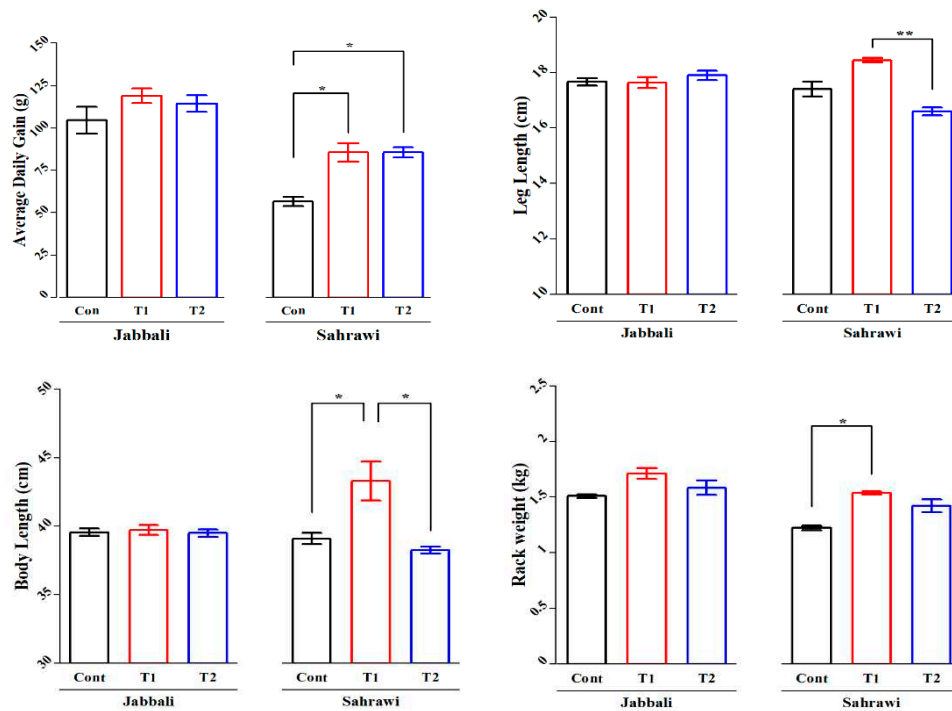 Average Daily Gain (g)
150
125
100
75
50
25
0
*
*
Con T1 T2 Con T1 T2
Jabbali Sahrawi
Leg Length (cm)
20
18
16
14
12
10
**
Cont T1 T2 Cont T1 T2
Jabbali Sahrawi
Body Length (cm)
50
45
40
35
30
* *
Cont T1 T2 Cont T1 T2
Jabbali Sahrawi
Rack weight (kg)
2.5
2
1.5
1
0.5
0
*
Cont T1 T2 Cont T1 T2
Jabbali Sahrawi